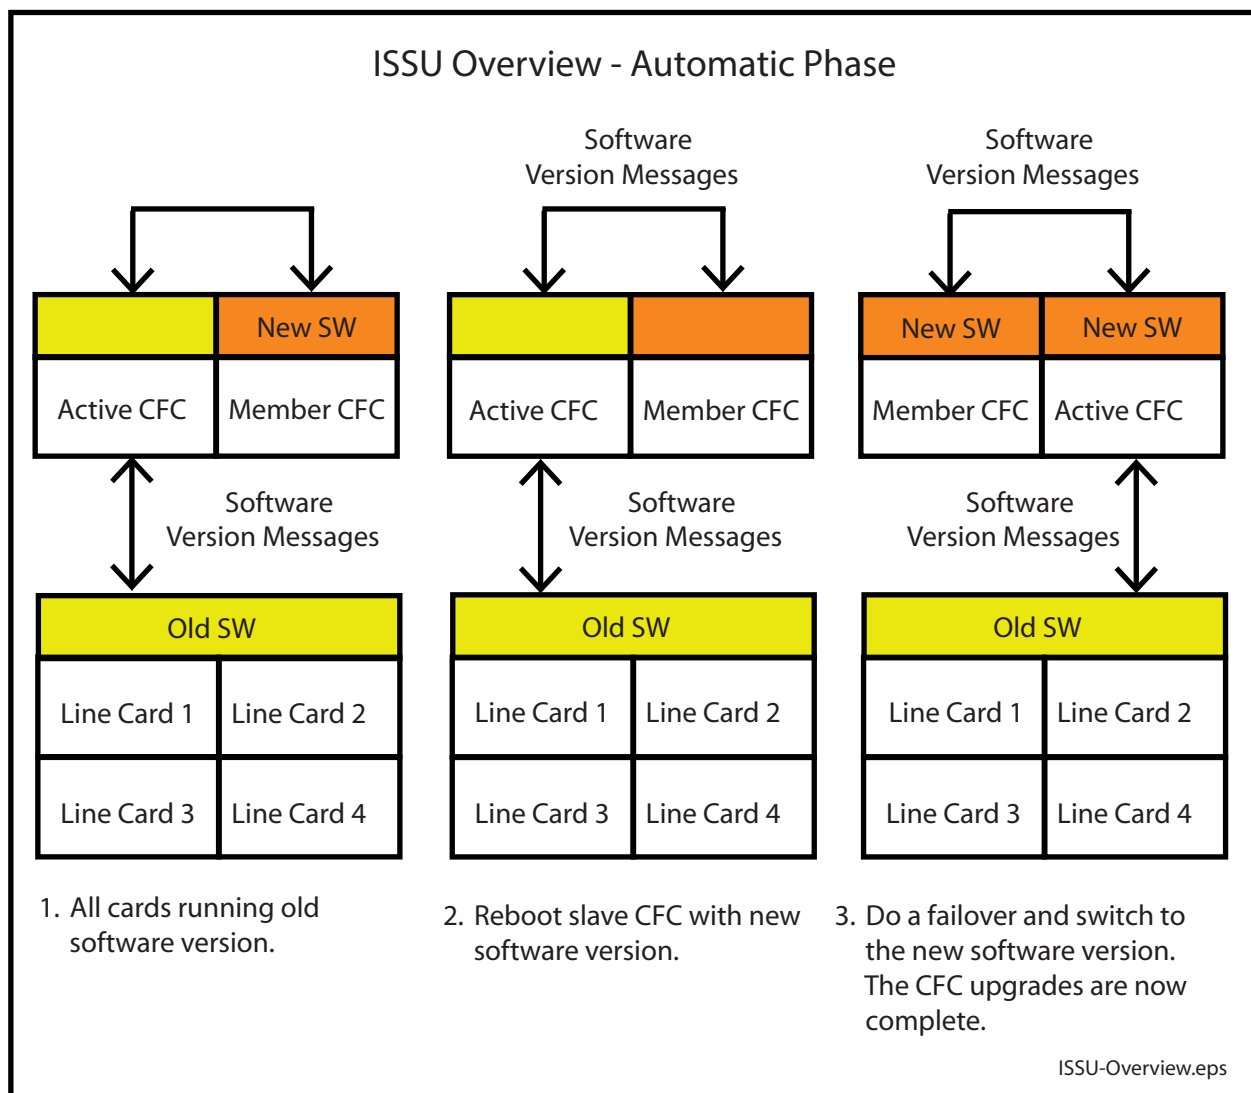 ISSU Overview - Automatic Phase
Software
Version Messages
Software
Version Messages
New SW
Active CFC
Member CFC
Active CFC
Member CFC
New SW
New SW
Member CFC
Active CFC
Software
Version Messages
Software
Version Messages
Software
Version Messages
Old SW
Line Card 1
Line Card 2
Line Card 3
Line Card 4
Old SW
Line Card 1
Line Card 2
Line Card 3
Line Card 4
Old SW
Line Card 1
Line Card 2
Line Card 3
Line Card 4
1. All cards running old
software version.
2. Reboot slave CFC with new
software version.
3. Do a failover and switch to
the new software version.
The CFC upgrades are now
complete.
ISSU-Overview.eps